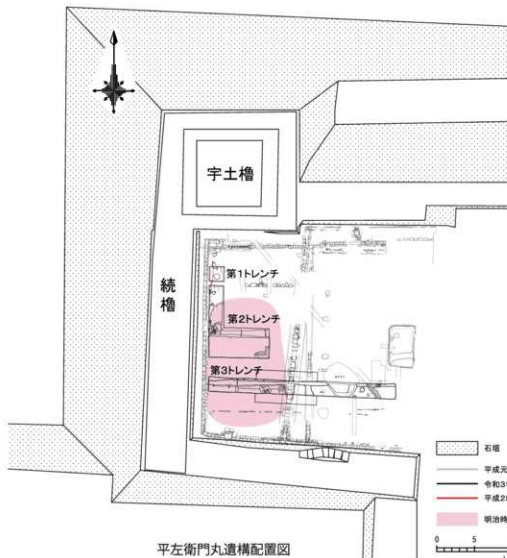 宇土櫓
第1トレンチ
続櫓
第2トレンチ
第3トレンチ
石垣
平成元
令和3
平成2
明治時
0 5
平左衛門丸遺構配置図